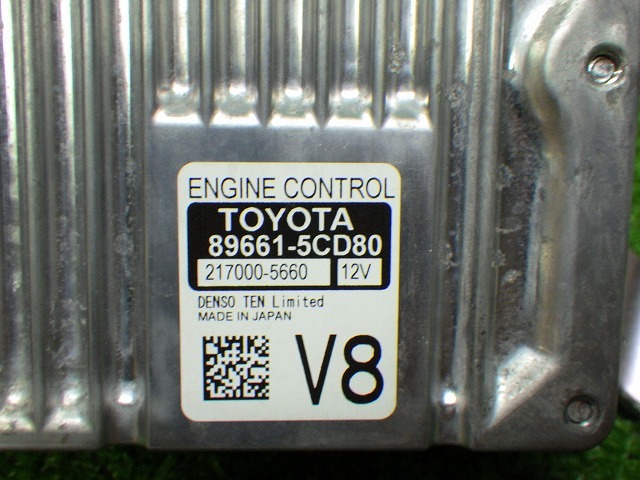 ENGINE CONTROL
TOYOTA
89661-5CD80
217000-5660 12V
DENSO TEN Limited
MADE IN JAPAN
V8